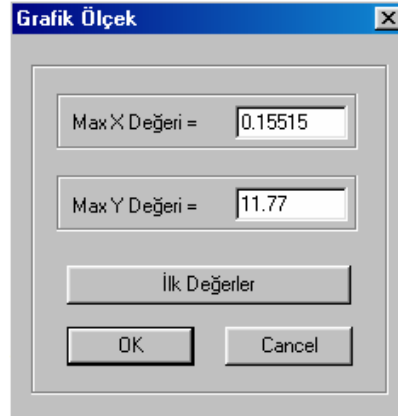 Grafik Ölçek
Max X Değeri = 0.15515
Max Y Değeri = 11.77
İlk Değerler
OK Cancel